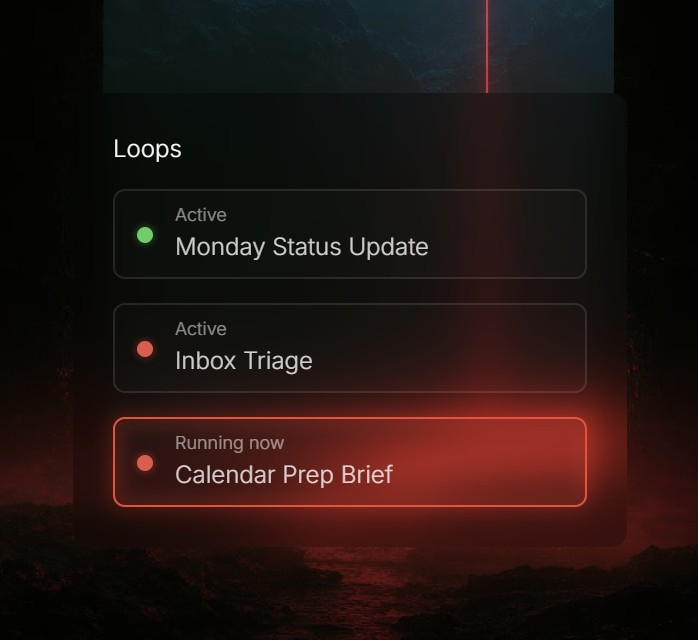 Loops
Active
Monday Status Update
Active
Inbox Triage
Running now
Calendar Prep Brief